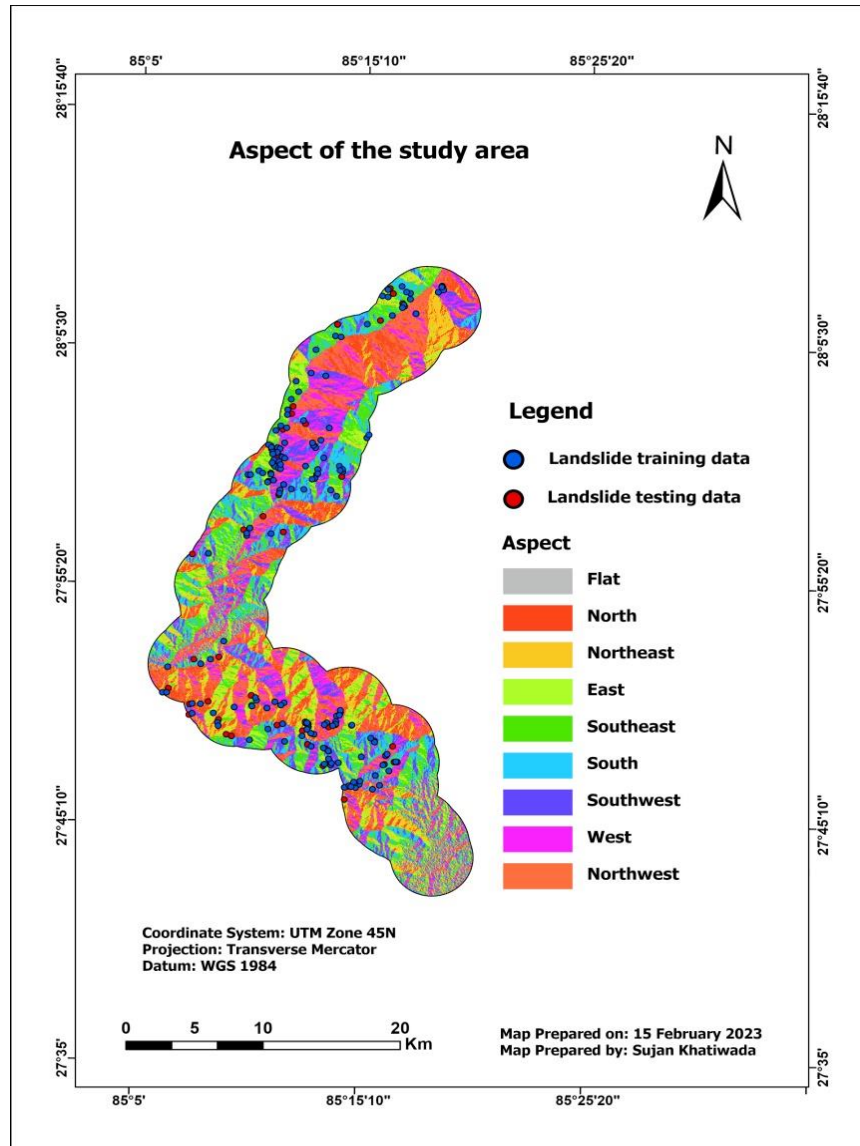 85°5' 85°15'10" 85°25'20"
28°15'40" 28°15'40"
Aspect of the study area
N
28°5'30" 28°5'30"
Legend
Landslide training data
Landslide testing data
Aspect
Flat
North
27°55'20" 27°55'20"
Northeast
East
Southeast
South
Southwest
27°45'10" 27°45'10"
West
Northwest
Coordinate System: UTM Zone 45N
Projection: Transverse Mercator
Datum: WGS 1984
0 5 10 20
Km
Map Prepared on: 15 February 2023
Map Prepared by: Sujan Khatiwada
27°35' 27°35'
85°5' 85°15'10" 85°25'20"